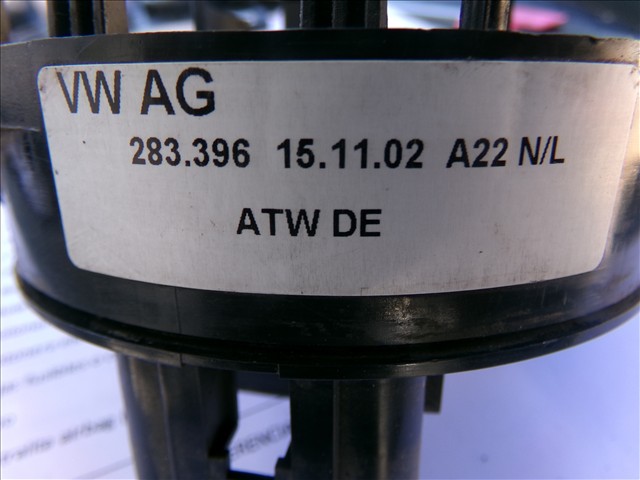 VW AG
283.396 15.11.02 A22 N/L
ATW DE